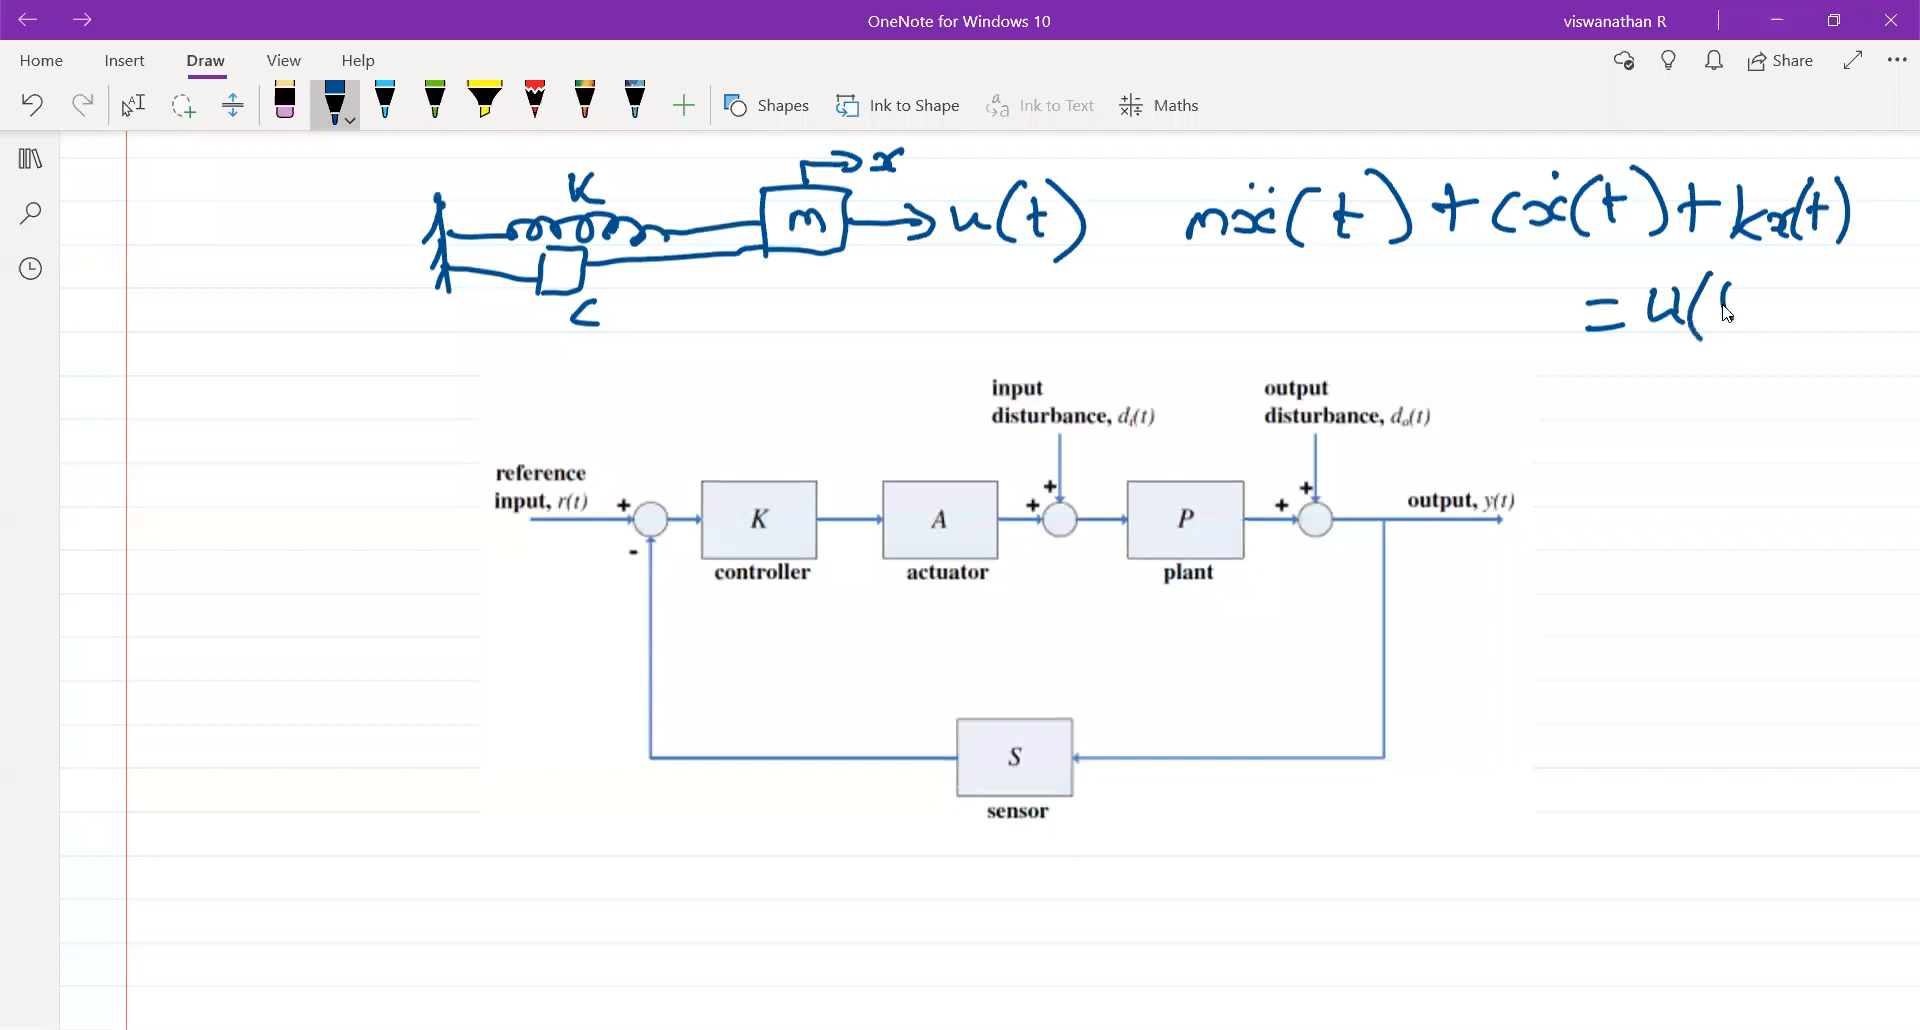 OneNote for Windows 10
viswanathan R
Home Insert Draw View Help
Share
Shapes Ink to Shape Ink to Text Maths
x
K
m
u(t)
mẍ(t) + cẋ(t) + kx(t)
= u(
C
input
disturbance, dᵢ(t)
output
disturbance, dₒ(t)
reference
input, r(t)
+
-
K
controller
A
actuator
+
+
P
plant
+
+
output, y(t)
S
sensor